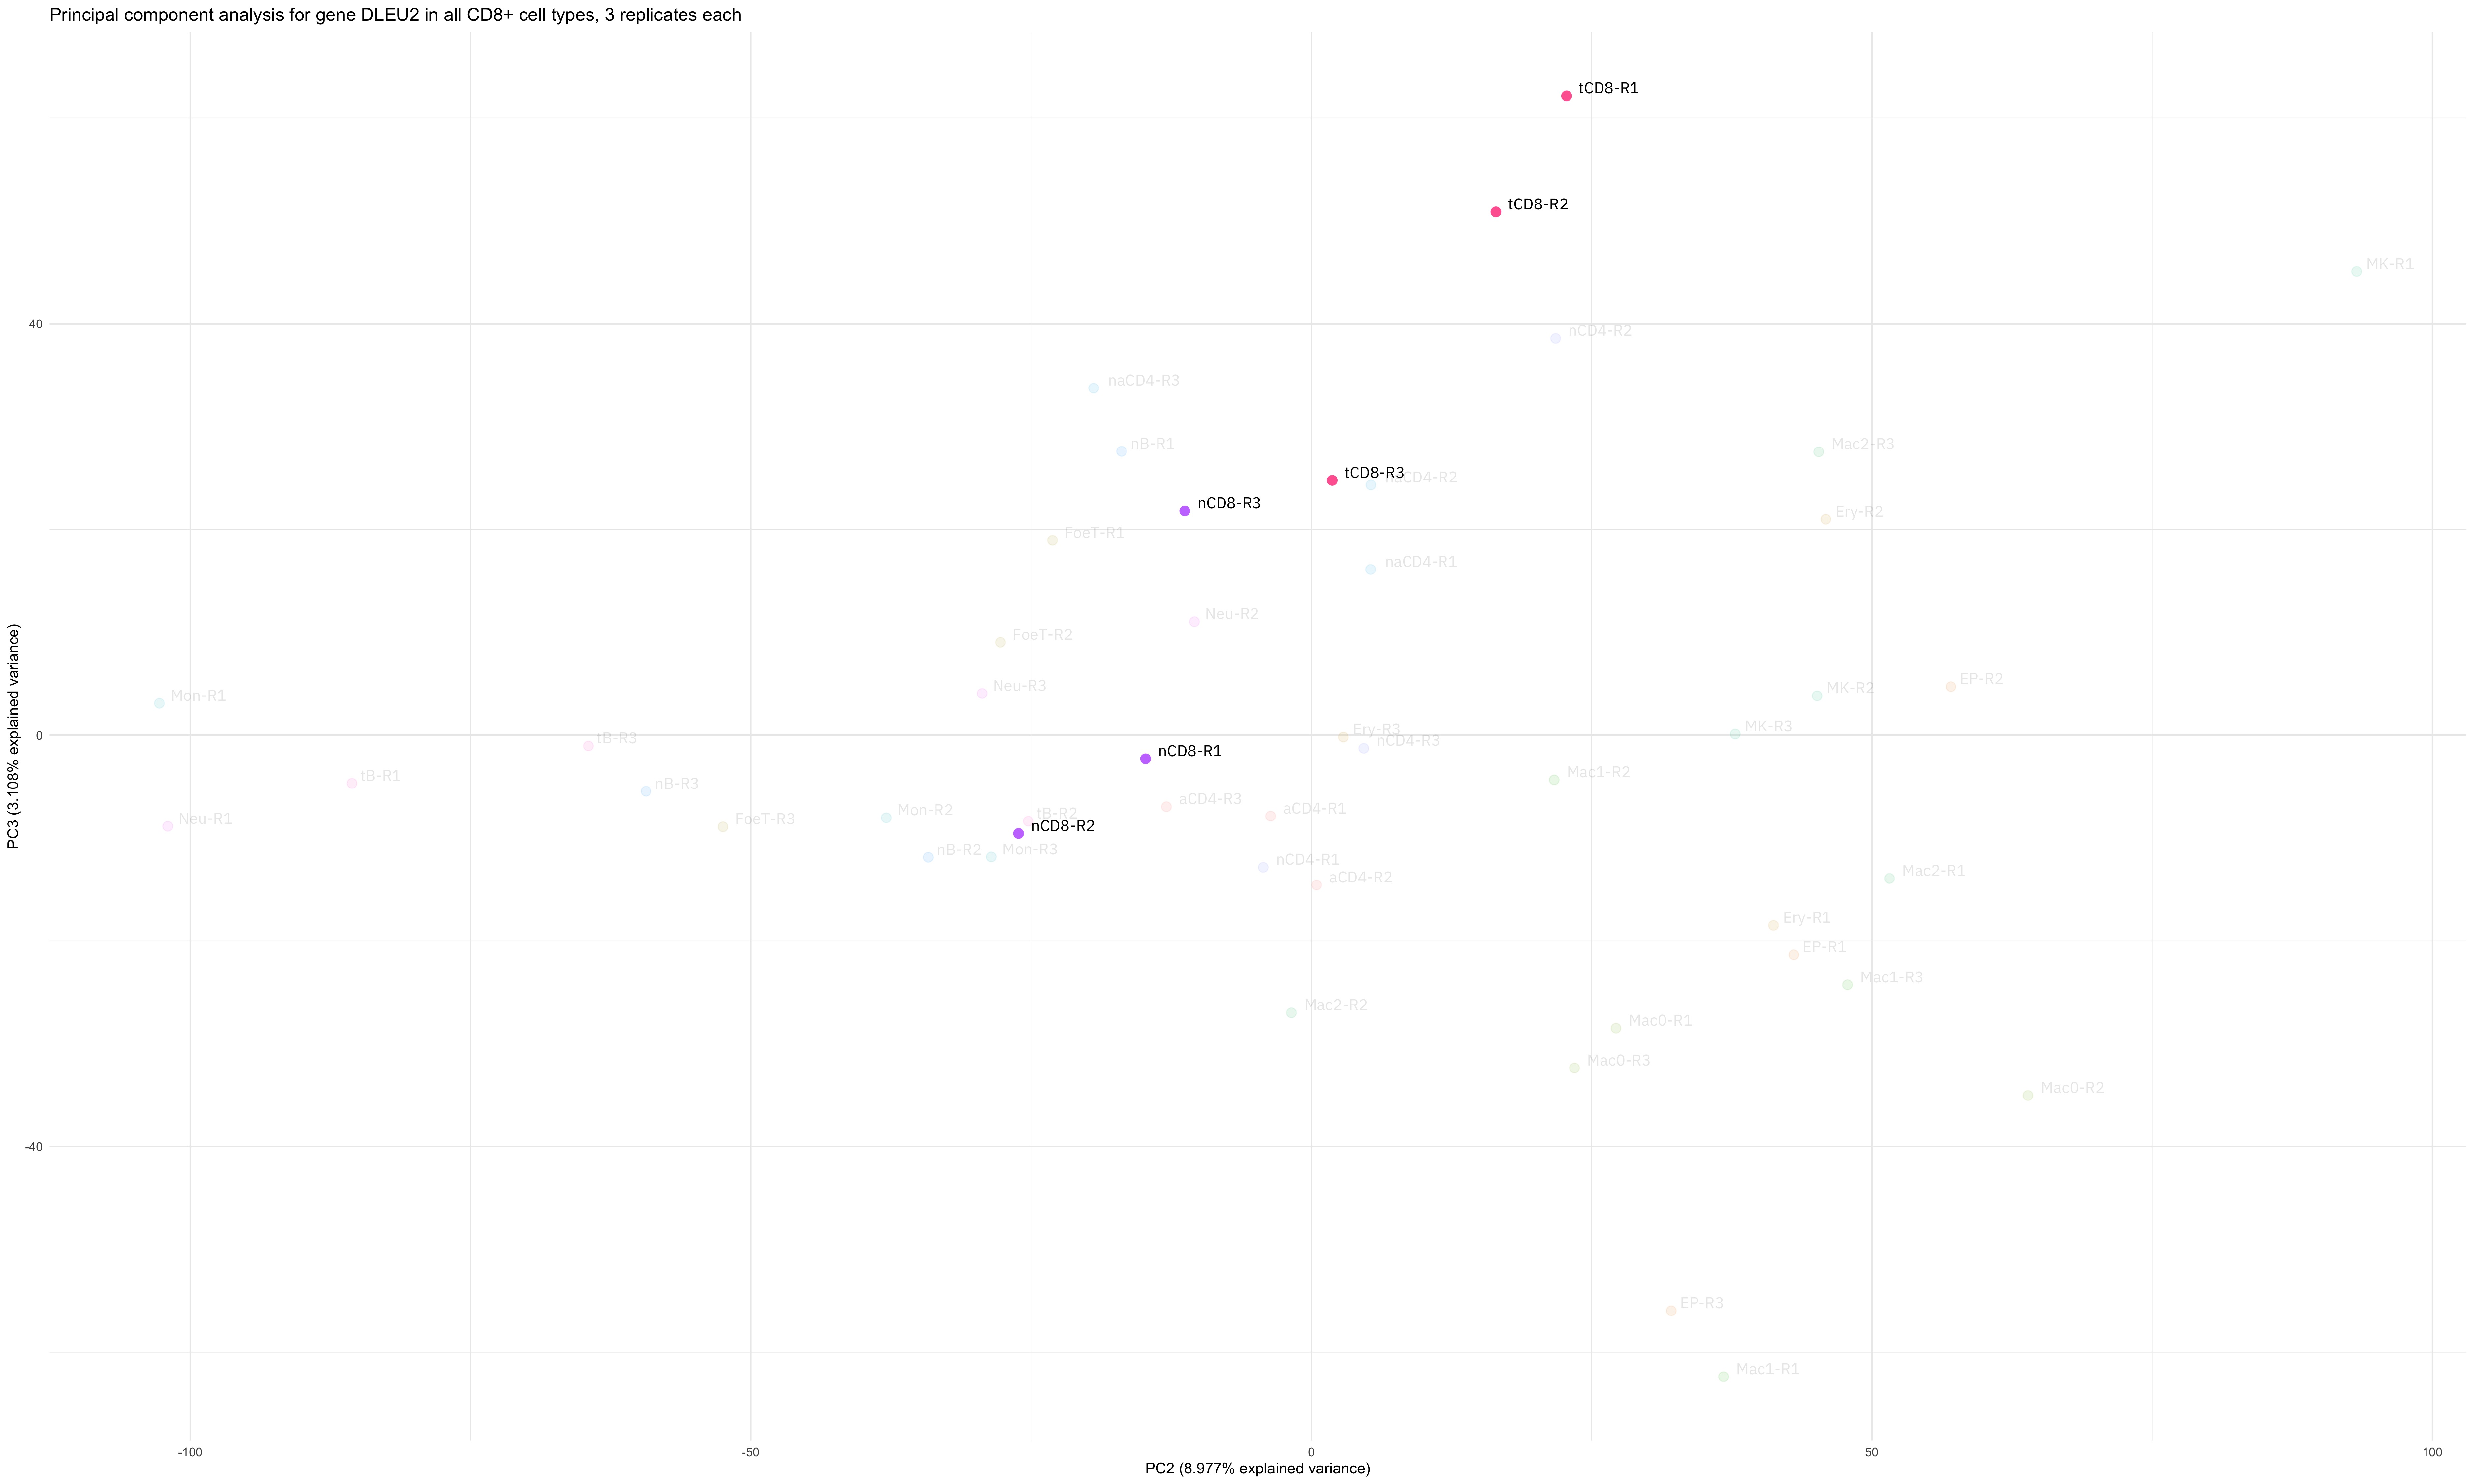 Principal component analysis for gene DLEU2 in all CD8+ cell types, 3 replicates each
tCD8-R1
tCD8-R2
MK-R1
40
nCD4-R2
naCD4-R3
nB-R1
Mac2-R3
tCD8-R3
naCD4-R2
nCD8-R3
Ery-R2
FoeT-R1
naCD4-R1
Neu-R2
FoeT-R2
Neu-R3
EP-R2
MK-R2
Mon-R1
MK-R3
Ery-R3
0
tB-R3
nCD4-R3
nCD8-R1
Mac1-R2
tB-R1
nB-R3
aCD4-R3
aCD4-R1
Mon-R2
tB-R2
Neu-R1
FoeT-R3
nCD8-R2
nB-R2
Mon-R3
nCD4-R1
Mac2-R1
aCD4-R2
Ery-R1
EP-R1
Mac1-R3
Mac2-R2
Mac0-R1
Mac0-R3
Mac0-R2
-40
EP-R3
Mac1-R1
-100
-50
0
50
100
PC2 (8.977% explained variance)
PC3 (3.108% explained variance)